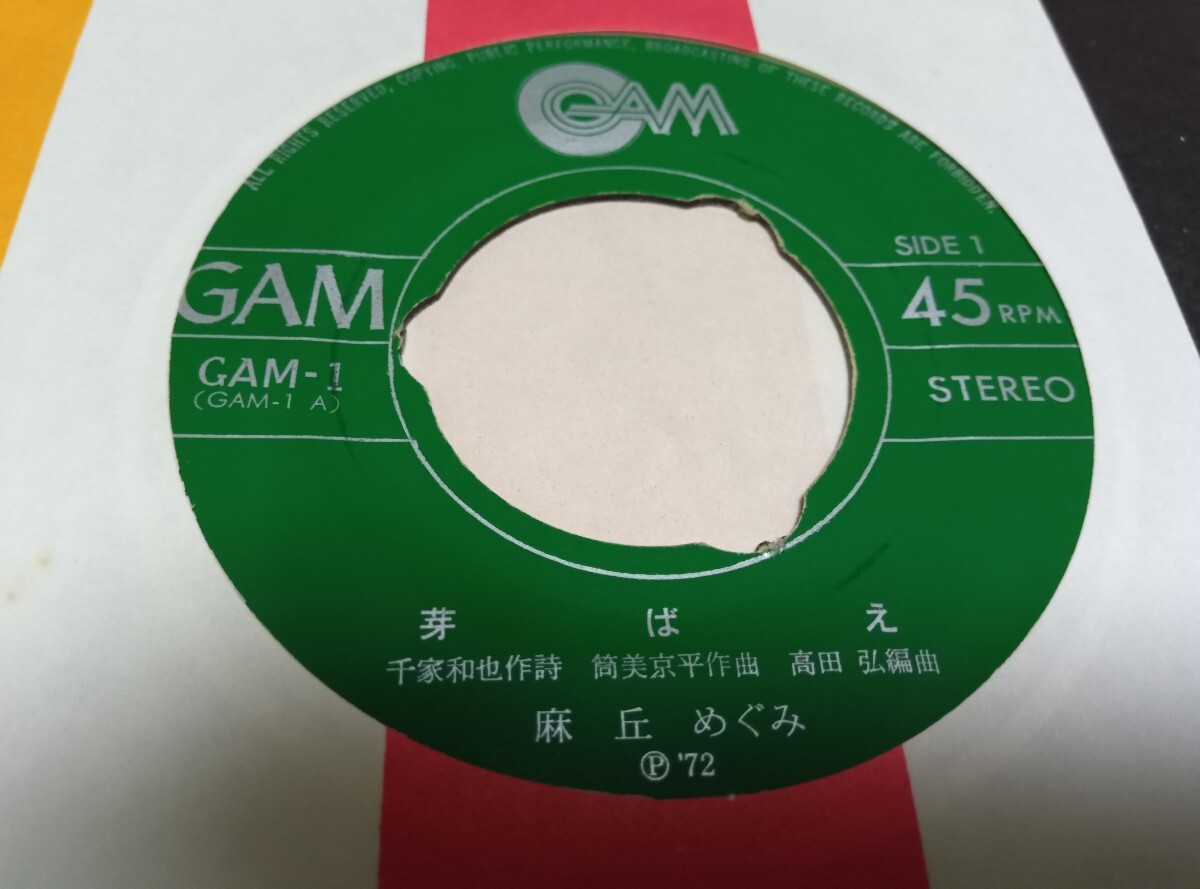 ALL RIGHTS RESERVED, COPYING, PUBLIC PERFORMANCE, BROADCASTING OF THESE RECORDS ARE FORBIDDEN.
GAM
GAM
GAM-1
(GAM-1 A)
SIDE 1
45 RPM
STEREO
芽ばえ
千家和也作詩 筒美京平作曲 高田 弘編曲
麻丘 めぐみ
Ⓟ '72